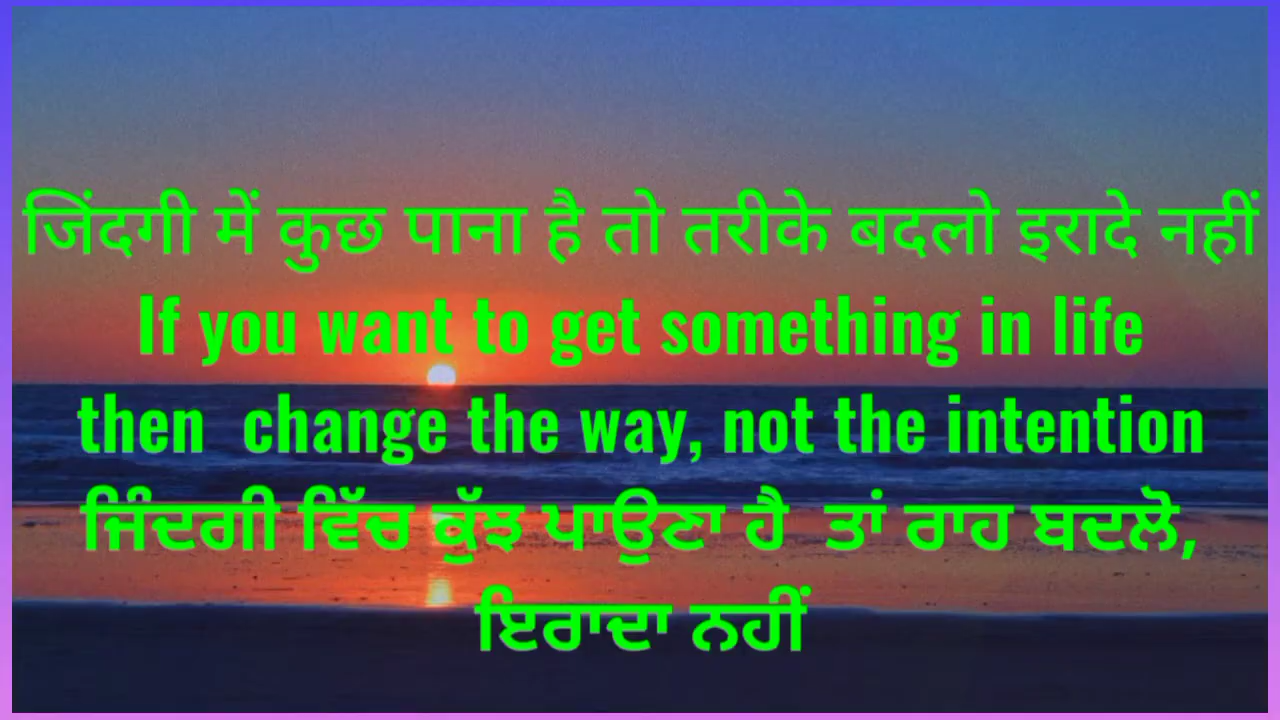 जिंदगी में कुछ पाना है तो तरीके बदलो इरादे नहीं
If you want to get something in life
then  change the way, not the intention
ਜਿੰਦਗੀ ਵਿੱਚ ਕੁੱਝ ਪਾਉਣਾ ਹੈ  ਤਾਂ ਰਾਹ ਬਦਲੋ,
ਇਰਾਦਾ ਨਹੀਂ